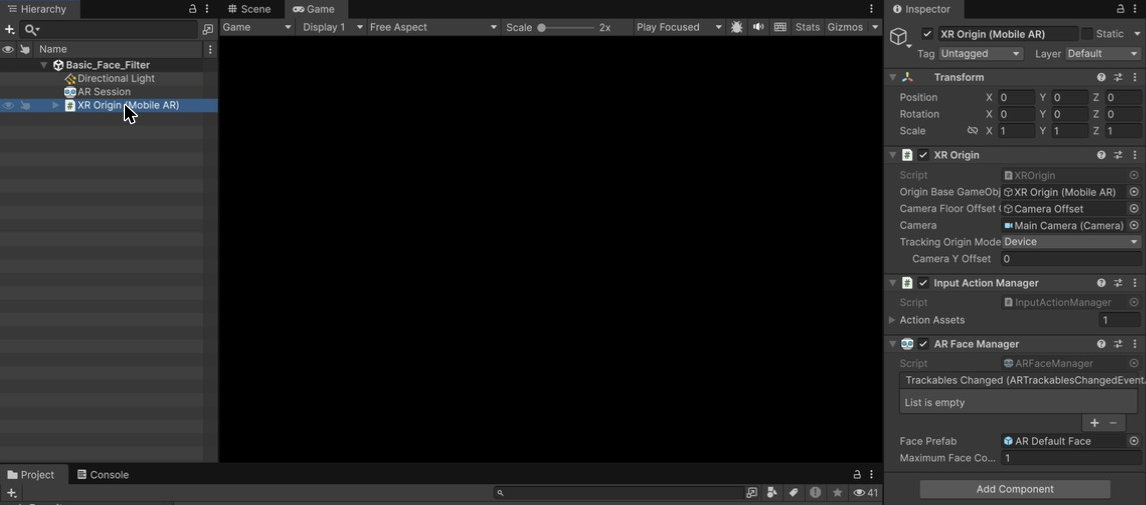 Hierarchy
Name
Basic_Face_Filter
Directional Light
AR Session
XR Origin (Mobile AR)
Scene
Game
Game
Display 1
Free Aspect
Scale
2x
Play Focused
Stats
Gizmos
Inspector
XR Origin (Mobile AR)
Static
Tag
Untagged
Layer
Default
Transform
Position X 0 Y 0 Z 0
Rotation X 0 Y 0 Z 0
Scale X 1 Y 1 Z 1
XR Origin
Script
XROrigin
Origin Base GameObj
XR Origin (Mobile AR)
Camera Floor Offset
Camera Offset
Camera
Main Camera (Camera)
Tracking Origin Mode
Device
Camera Y Offset
0
Input Action Manager
Script
InputActionManager
Action Assets
1
AR Face Manager
Script
ARFaceManager
Trackables Changed (ARTrackablesChangedEvent
List is empty
Face Prefab
AR Default Face
Maximum Face Co...
1
Add Component
Project
Console
41